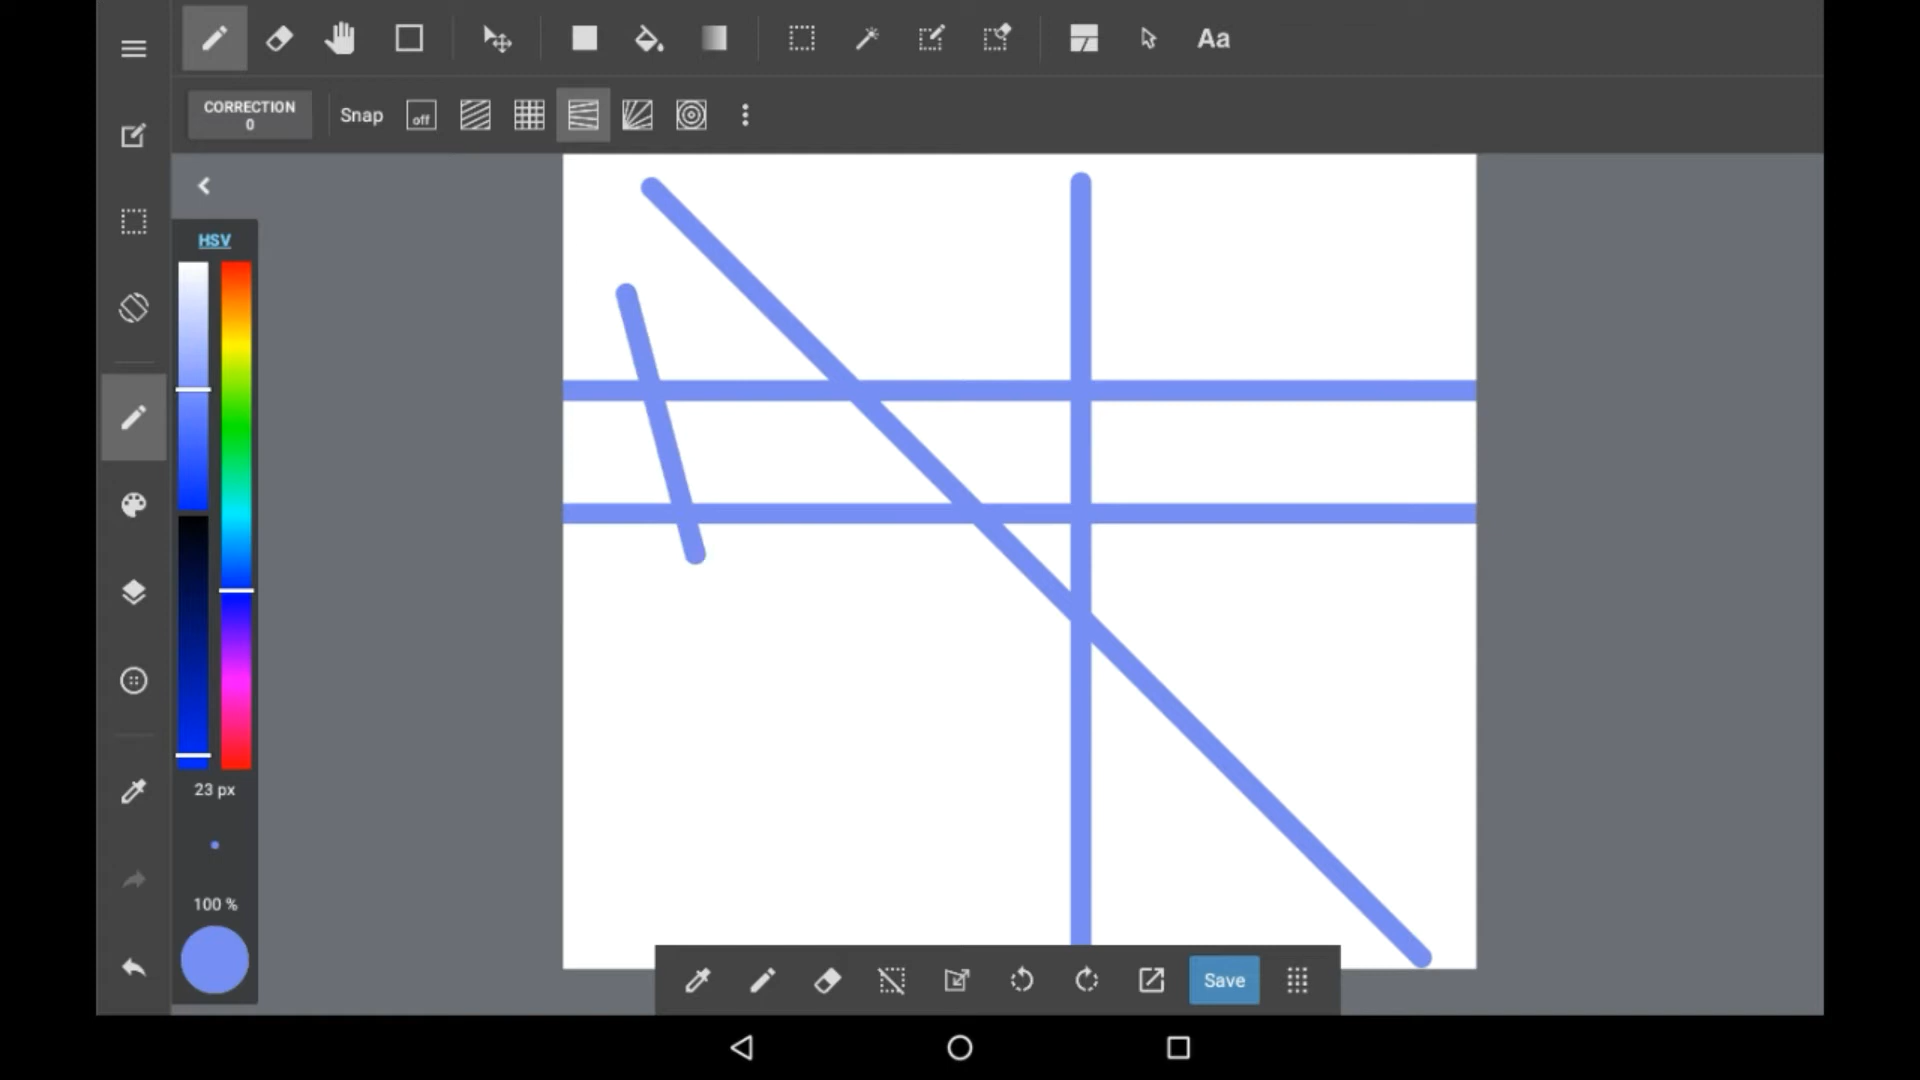 Aa
CORRECTION
0
Snap
off
HSV
23 px
100 %
Save